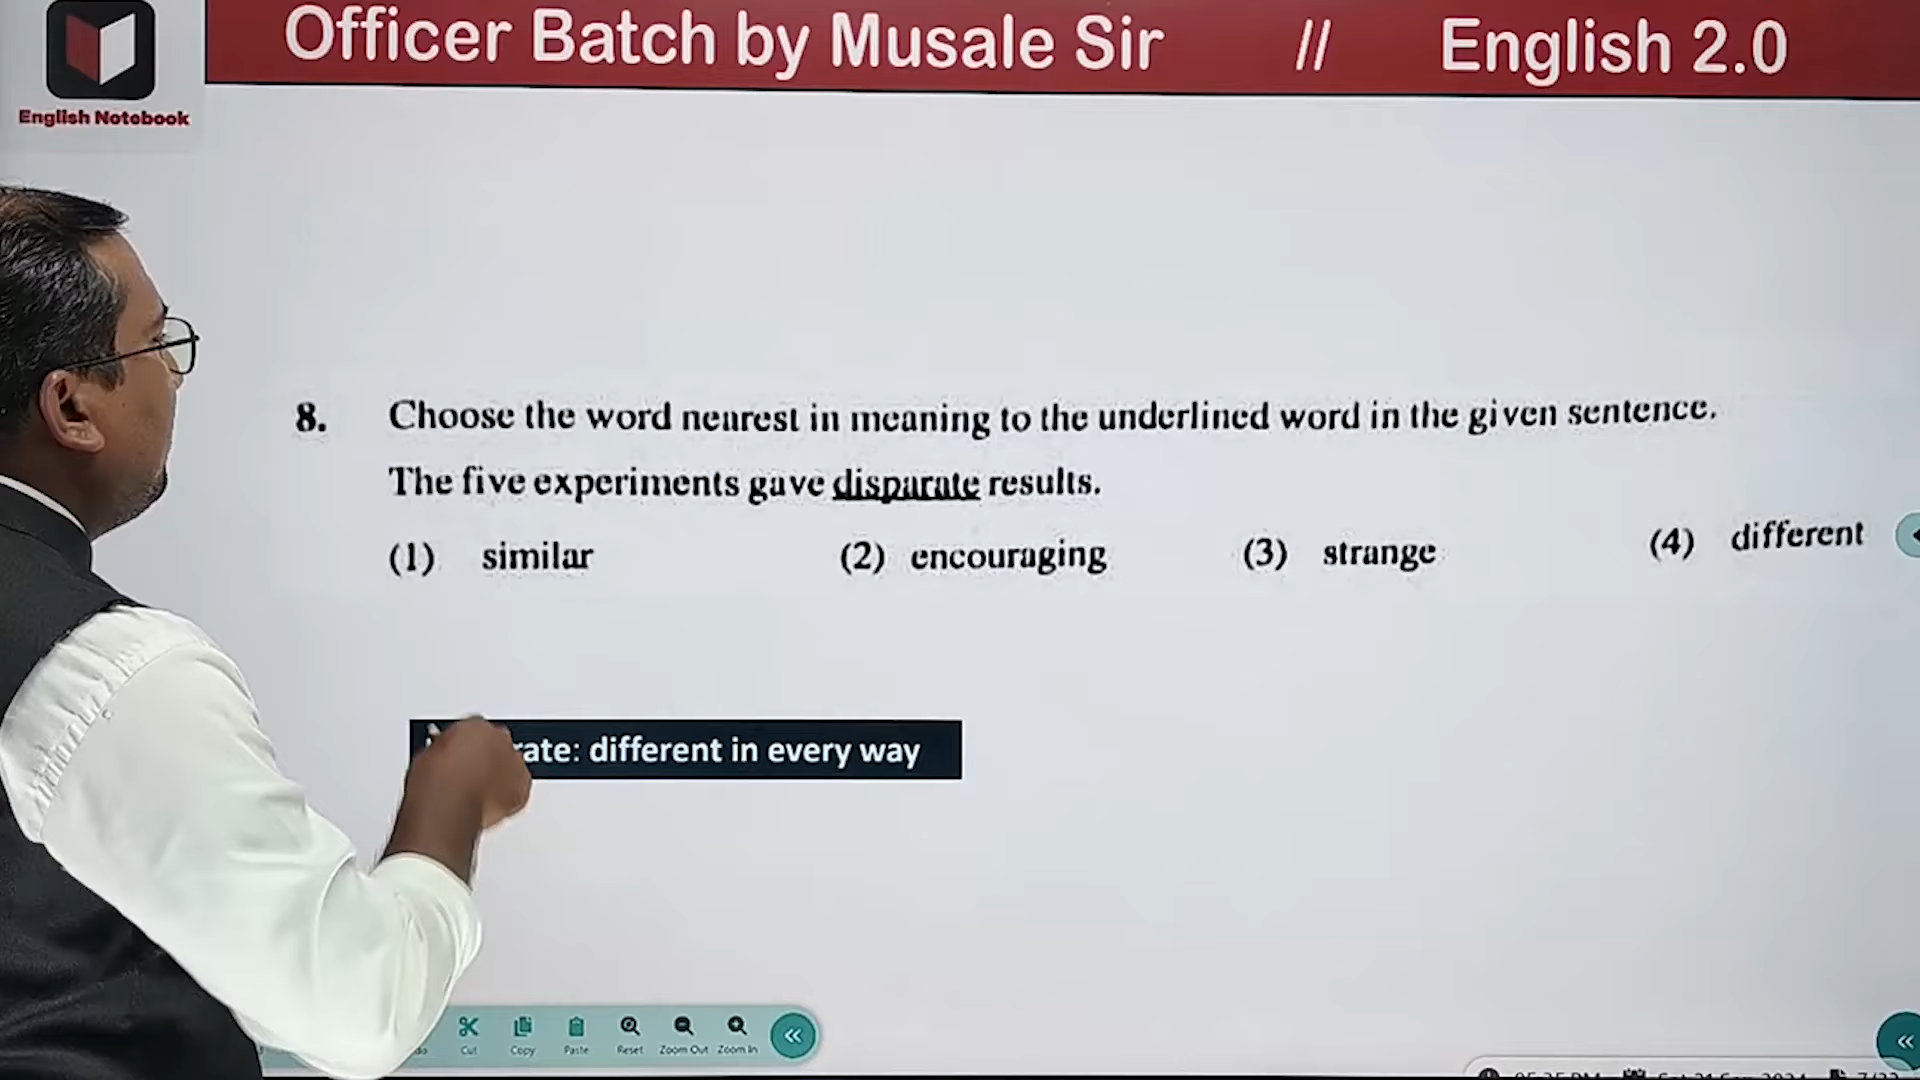 Officer Batch by Musale Sir // English 2.0
English Notebook
8. Choose the word nearest in meaning to the underlined word in the given sentence.
The five experiments gave disparate results.
(1) similar (2) encouraging (3) strange (4) different
rate: different in every way
Cut Copy Paste Reset Zoom Out Zoom In